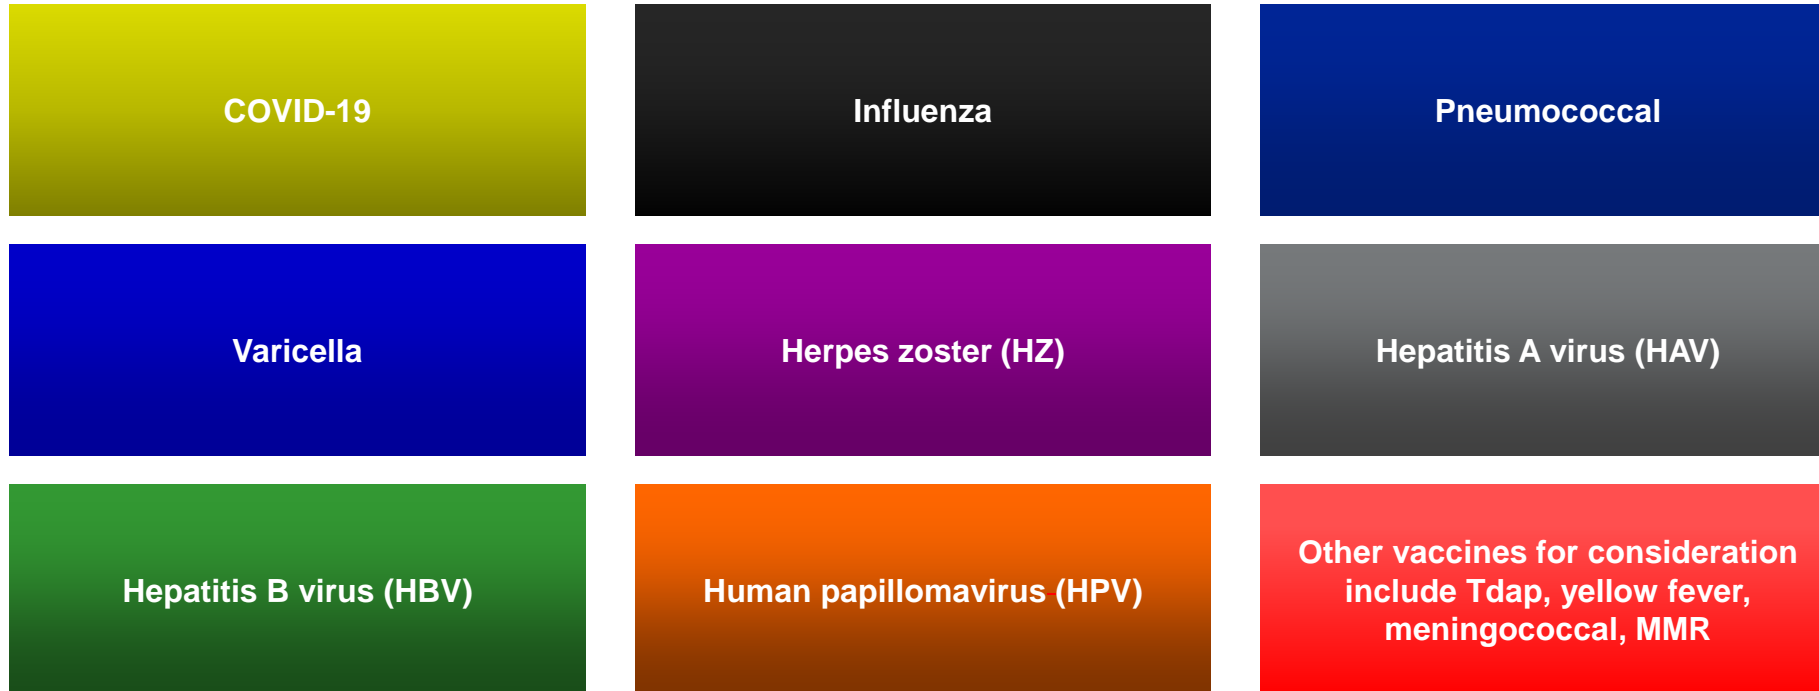 COVID-19
Influenza
Pneumococcal
Varicella
Herpes zoster (HZ)
Hepatitis A virus (HAV)
Hepatitis B virus (HBV)
Human papillomavirus (HPV)
Other vaccines for consideration
include Tdap, yellow fever,
meningococcal, MMR